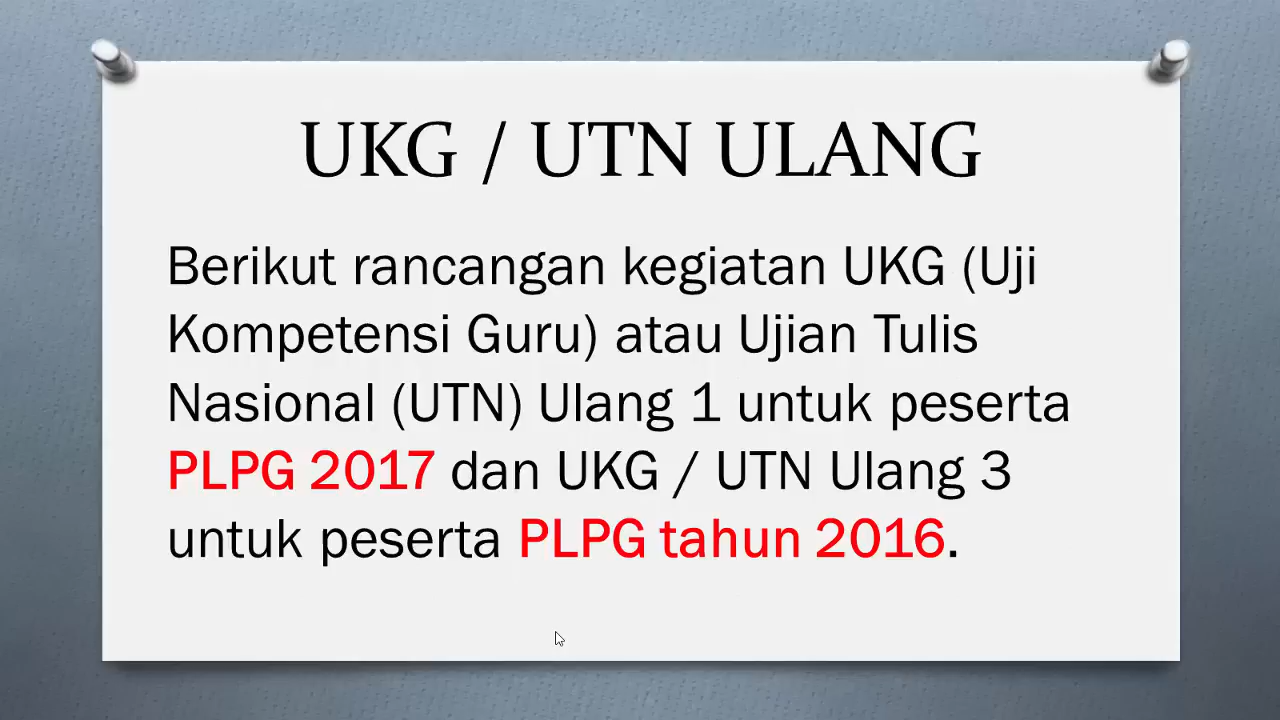 UKG / UTN ULANG
Berikut rancangan kegiatan UKG (Uji
Kompetensi Guru) atau Ujian Tulis
Nasional (UTN) Ulang 1 untuk peserta
PLPG 2017 dan UKG / UTN Ulang 3
untuk peserta PLPG tahun 2016.